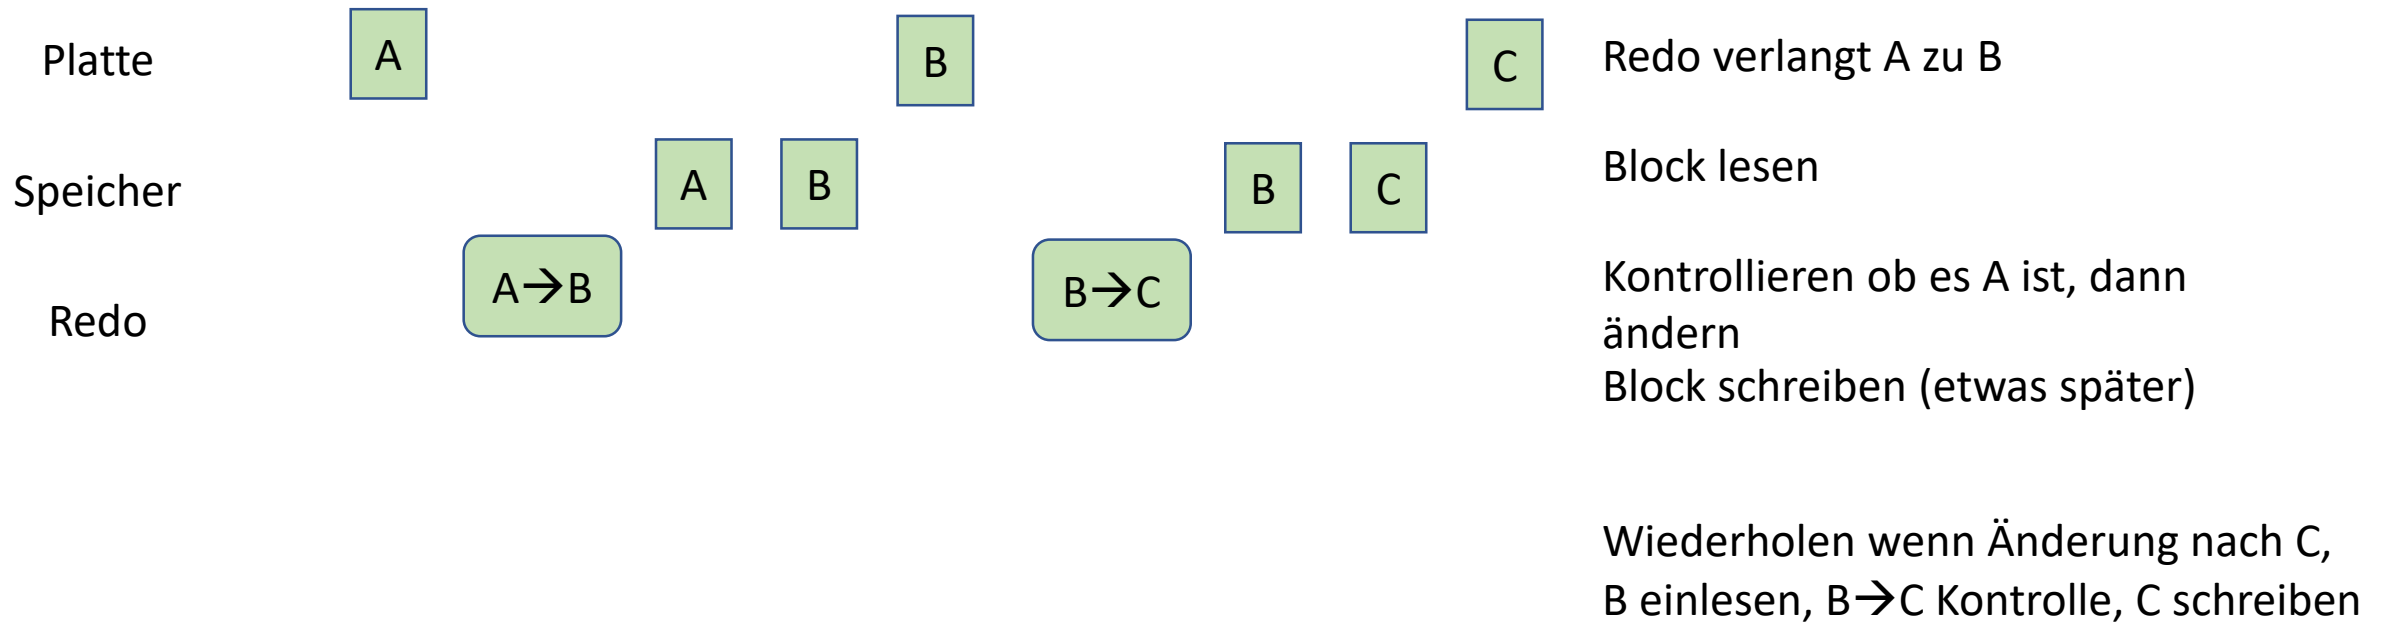 Platte
A
B
C
Redo verlangt A zu B
Speicher
A
B
B
C
Block lesen
Redo
A→B
B→C
Kontrollieren ob es A ist, dann
ändern
Block schreiben (etwas später)
Wiederholen wenn Änderung nach C,
B einlesen, B→C Kontrolle, C schreiben